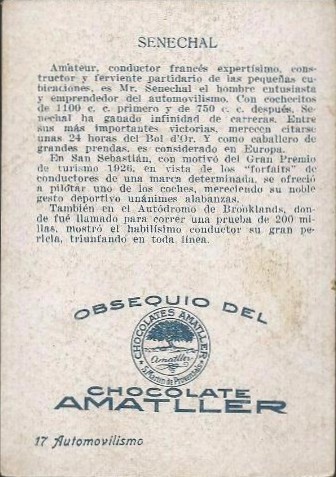 SENECHAL
Amateur, conductor francés expertísimo, cons-
tructor y ferviente partidario de las pequeñas cu-
bicaciones, es Mr. Senechal el hombre entusiasta
y emprendedor del automovilismo. Con cochecitos
de 1100 c. c. primero y de 750 c. c. después, Se-
nechal ha ganado infinidad de carreras. Entre
sus más importantes victorias, merecen citarse
unas 24 horas del Bol d'Or. Y como caballero de
grandes prendas, es considerado en Europa.
En San Sebastián, con motivo del Gran Premio
de turismo 1926, en vista de los "forfaits" de
conductores de una marca determinada, se ofreció
a pilotar uno de los coches, mereciendo su noble
gesto deportivo unánimes alabanzas.
También en el Autódromo de Brooklands, don-
de fué llamado para correr una prueba de 200 mi-
llas, mostró el habilísimo conductor su gran pe-
ricia, triunfando en toda línea.
OBSEQUIO DEL
CHOCOLATES AMATLLER
Amatller
S. Martin de Provensals
CHOCOLATE
AMATLLER
17 Automovilismo